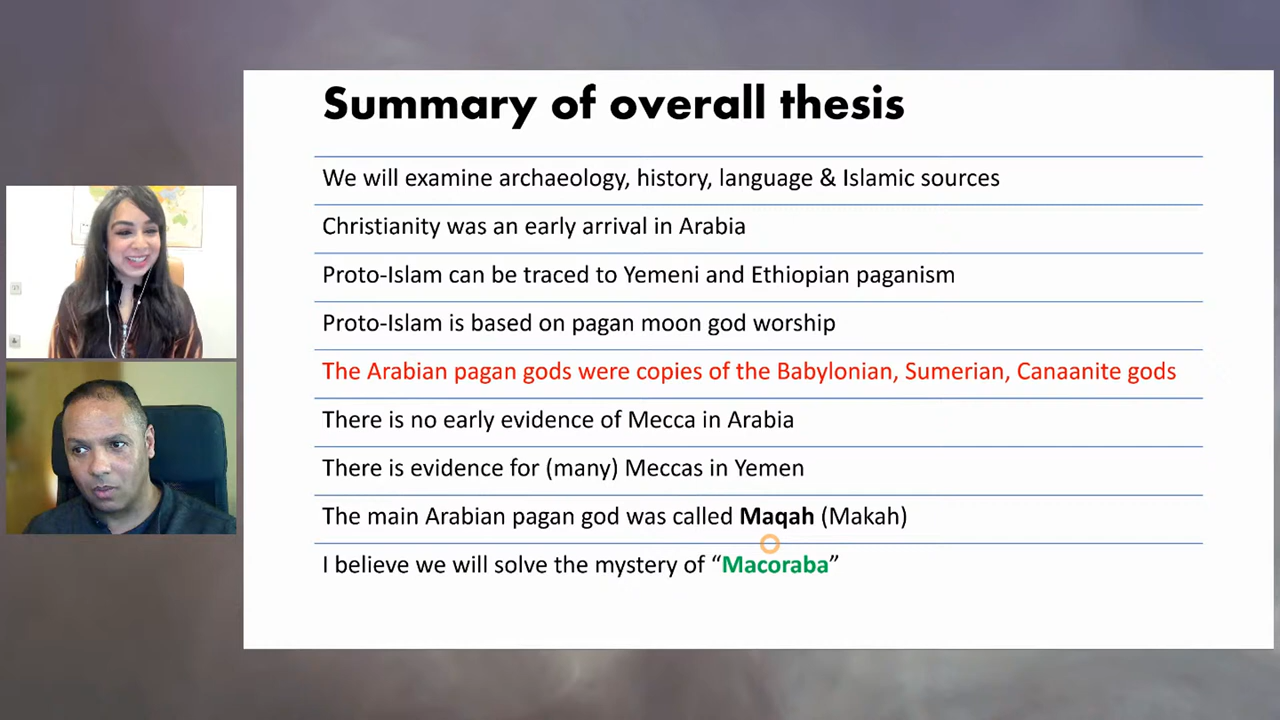 Summary of overall thesis
We will examine archaeology, history, language & Islamic sources
Christianity was an early arrival in Arabia
Proto-Islam can be traced to Yemeni and Ethiopian paganism
Proto-Islam is based on pagan moon god worship
The Arabian pagan gods were copies of the Babylonian, Sumerian, Canaanite gods
There is no early evidence of Mecca in Arabia
There is evidence for (many) Meccas in Yemen
The main Arabian pagan god was called Maqah (Makah)
I believe we will solve the mystery of “Macoraba”